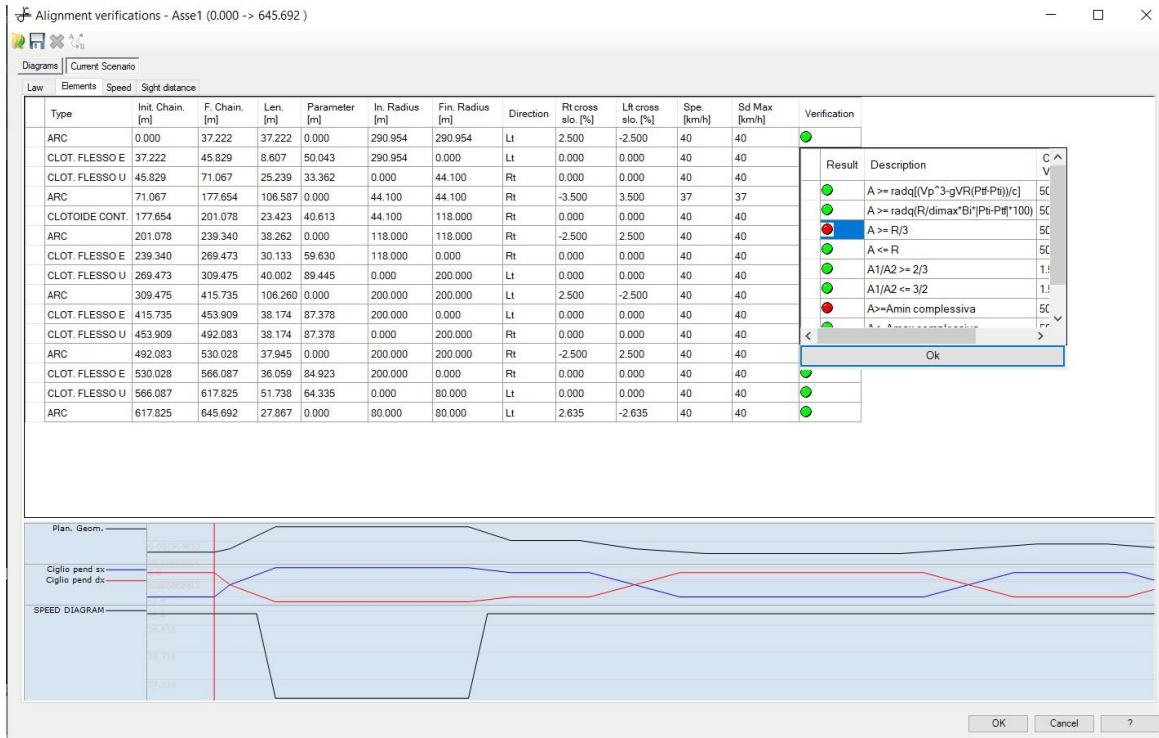 Alignment verifications - Asse1 (0.000 -> 645.692 )
Diagrams Current Scenario
Law Elements Speed Sight distance
Type Init. Chain. [m] F. Chain. [m] Len. [m] Parameter [m] In. Radius [m] Fin. Radius [m] Direction Rt cross slo. [%] Lft cross slo. [%] Spe. [km/h] Sd Max [km/h] Verification
ARC 0.000 37.222 37.222 0.000 290.954 290.954 Lt 2.500 -2.500 40 40
CLOT. FLESSO E 37.222 45.829 8.607 50.043 290.954 0.000 Lt 0.000 0.000 40 40
CLOT. FLESSO U 45.829 71.067 25.239 33.362 0.000 44.100 Rt 0.000 0.000 40 40
ARC 71.067 177.654 106.587 0.000 44.100 44.100 Rt -3.500 3.500 37 37
CLOTOIDE CONT. 177.654 201.078 23.423 40.613 44.100 118.000 Rt 0.000 0.000 40 40
ARC 201.078 239.340 38.262 0.000 118.000 118.000 Rt -2.500 2.500 40 40
CLOT. FLESSO E 239.340 269.473 30.133 59.630 118.000 0.000 Rt 0.000 0.000 40 40
CLOT. FLESSO U 269.473 309.475 40.002 89.445 0.000 200.000 Lt 0.000 0.000 40 40
ARC 309.475 415.735 106.260 0.000 200.000 200.000 Lt 2.500 -2.500 40 40
CLOT. FLESSO E 415.735 453.909 38.174 87.378 200.000 0.000 Lt 0.000 0.000 40 40
CLOT. FLESSO U 453.909 492.083 38.174 87.378 0.000 200.000 Rt 0.000 0.000 40 40
ARC 492.083 530.028 37.945 0.000 200.000 200.000 Rt -2.500 2.500 40 40
CLOT. FLESSO E 530.028 566.087 36.059 84.923 200.000 0.000 Rt 0.000 0.000 40 40
CLOT. FLESSO U 566.087 617.825 51.738 64.335 0.000 80.000 Lt 0.000 0.000 40 40
ARC 617.825 645.692 27.867 0.000 80.000 80.000 Lt 2.635 -2.635 40 40
Result Description
A >= radq[(Vp^3-gVR(Ptf-Pti))/c]
A >= radq(R/dimax*Bi*|Pti-Ptf|*100)
A >= R/3
A <= R
A1/A2 >= 2/3
A1/A2 <= 3/2
A>=Amin complessiva
Ok
Plan. Geom.
Ciglio pend sx
Ciglio pend dx
SPEED DIAGRAM
OK Cancel ?